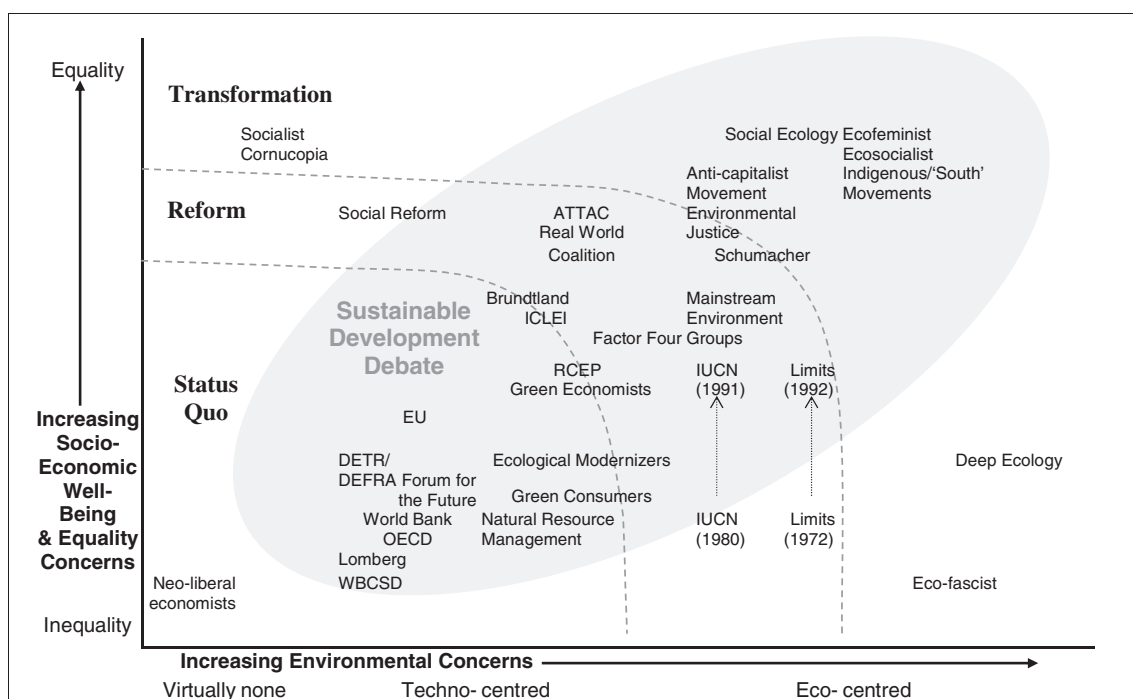 Equality
Transformation
Socialist
Cornucopia
Social Ecology Ecofeminist
Ecosocialist
Indigenous/‘South’
Movements
Anti-capitalist
Movement
Environmental
Justice
Reform
Social Reform
ATTAC
Real World
Coalition
Schumacher
Brundtland
ICLEI
Mainstream
Environment
Sustainable
Development
Debate
Factor Four Groups
Status
Quo
RCEP
Green Economists
IUCN
(1991)
Limits
(1992)
EU
Increasing
Socio-
Economic
Well-
Being
& Equality
Concerns
DETR/
DEFRA Forum for
the Future
Ecological Modernizers
Deep Ecology
Green Consumers
World Bank
OECD
Natural Resource
Management
IUCN
(1980)
Limits
(1972)
Lomberg
WBCSD
Neo-liberal
economists
Eco-fascist
Inequality
Increasing Environmental Concerns
Virtually none
Techno- centred
Eco- centred